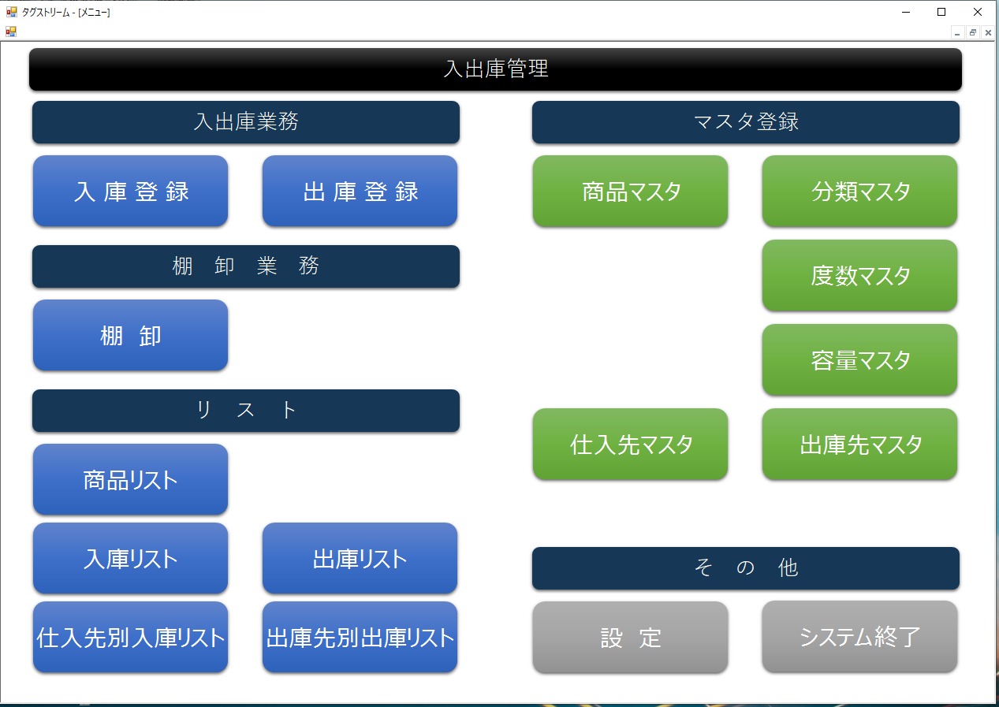 タグストリーム - [メニュー]
入出庫管理
入出庫業務
入 庫 登 録
出 庫 登 録
棚　卸　業　務
棚　卸
リ　ス　ト
商品リスト
入庫リスト
出庫リスト
仕入先別入庫リスト
出庫先別出庫リスト
マスタ登録
商品マスタ
分類マスタ
度数マスタ
容量マスタ
仕入先マスタ
出庫先マスタ
そ　の　他
設　定
システム終了